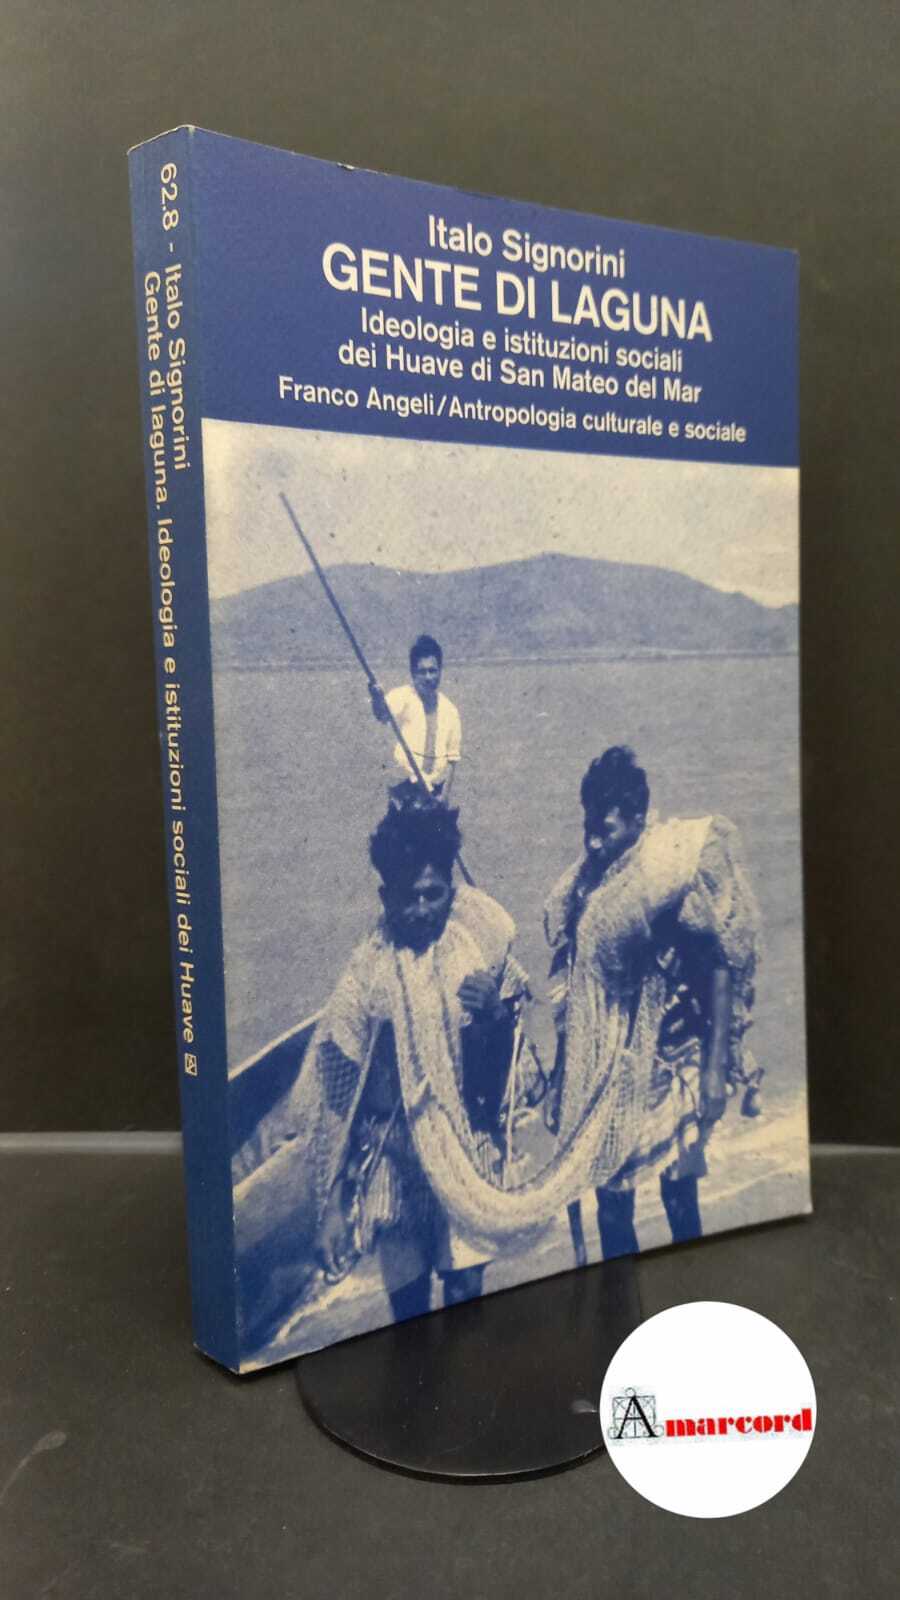 Italo Signorini
GENTE DI LAGUNA
Ideologia e istituzioni sociali
dei Huave di San Mateo del Mar
Franco Angeli/Antropologia culturale e sociale
62.8 - Italo Signorini
Gente di laguna. Ideologia e istituzioni sociali dei Huave
Amarcord